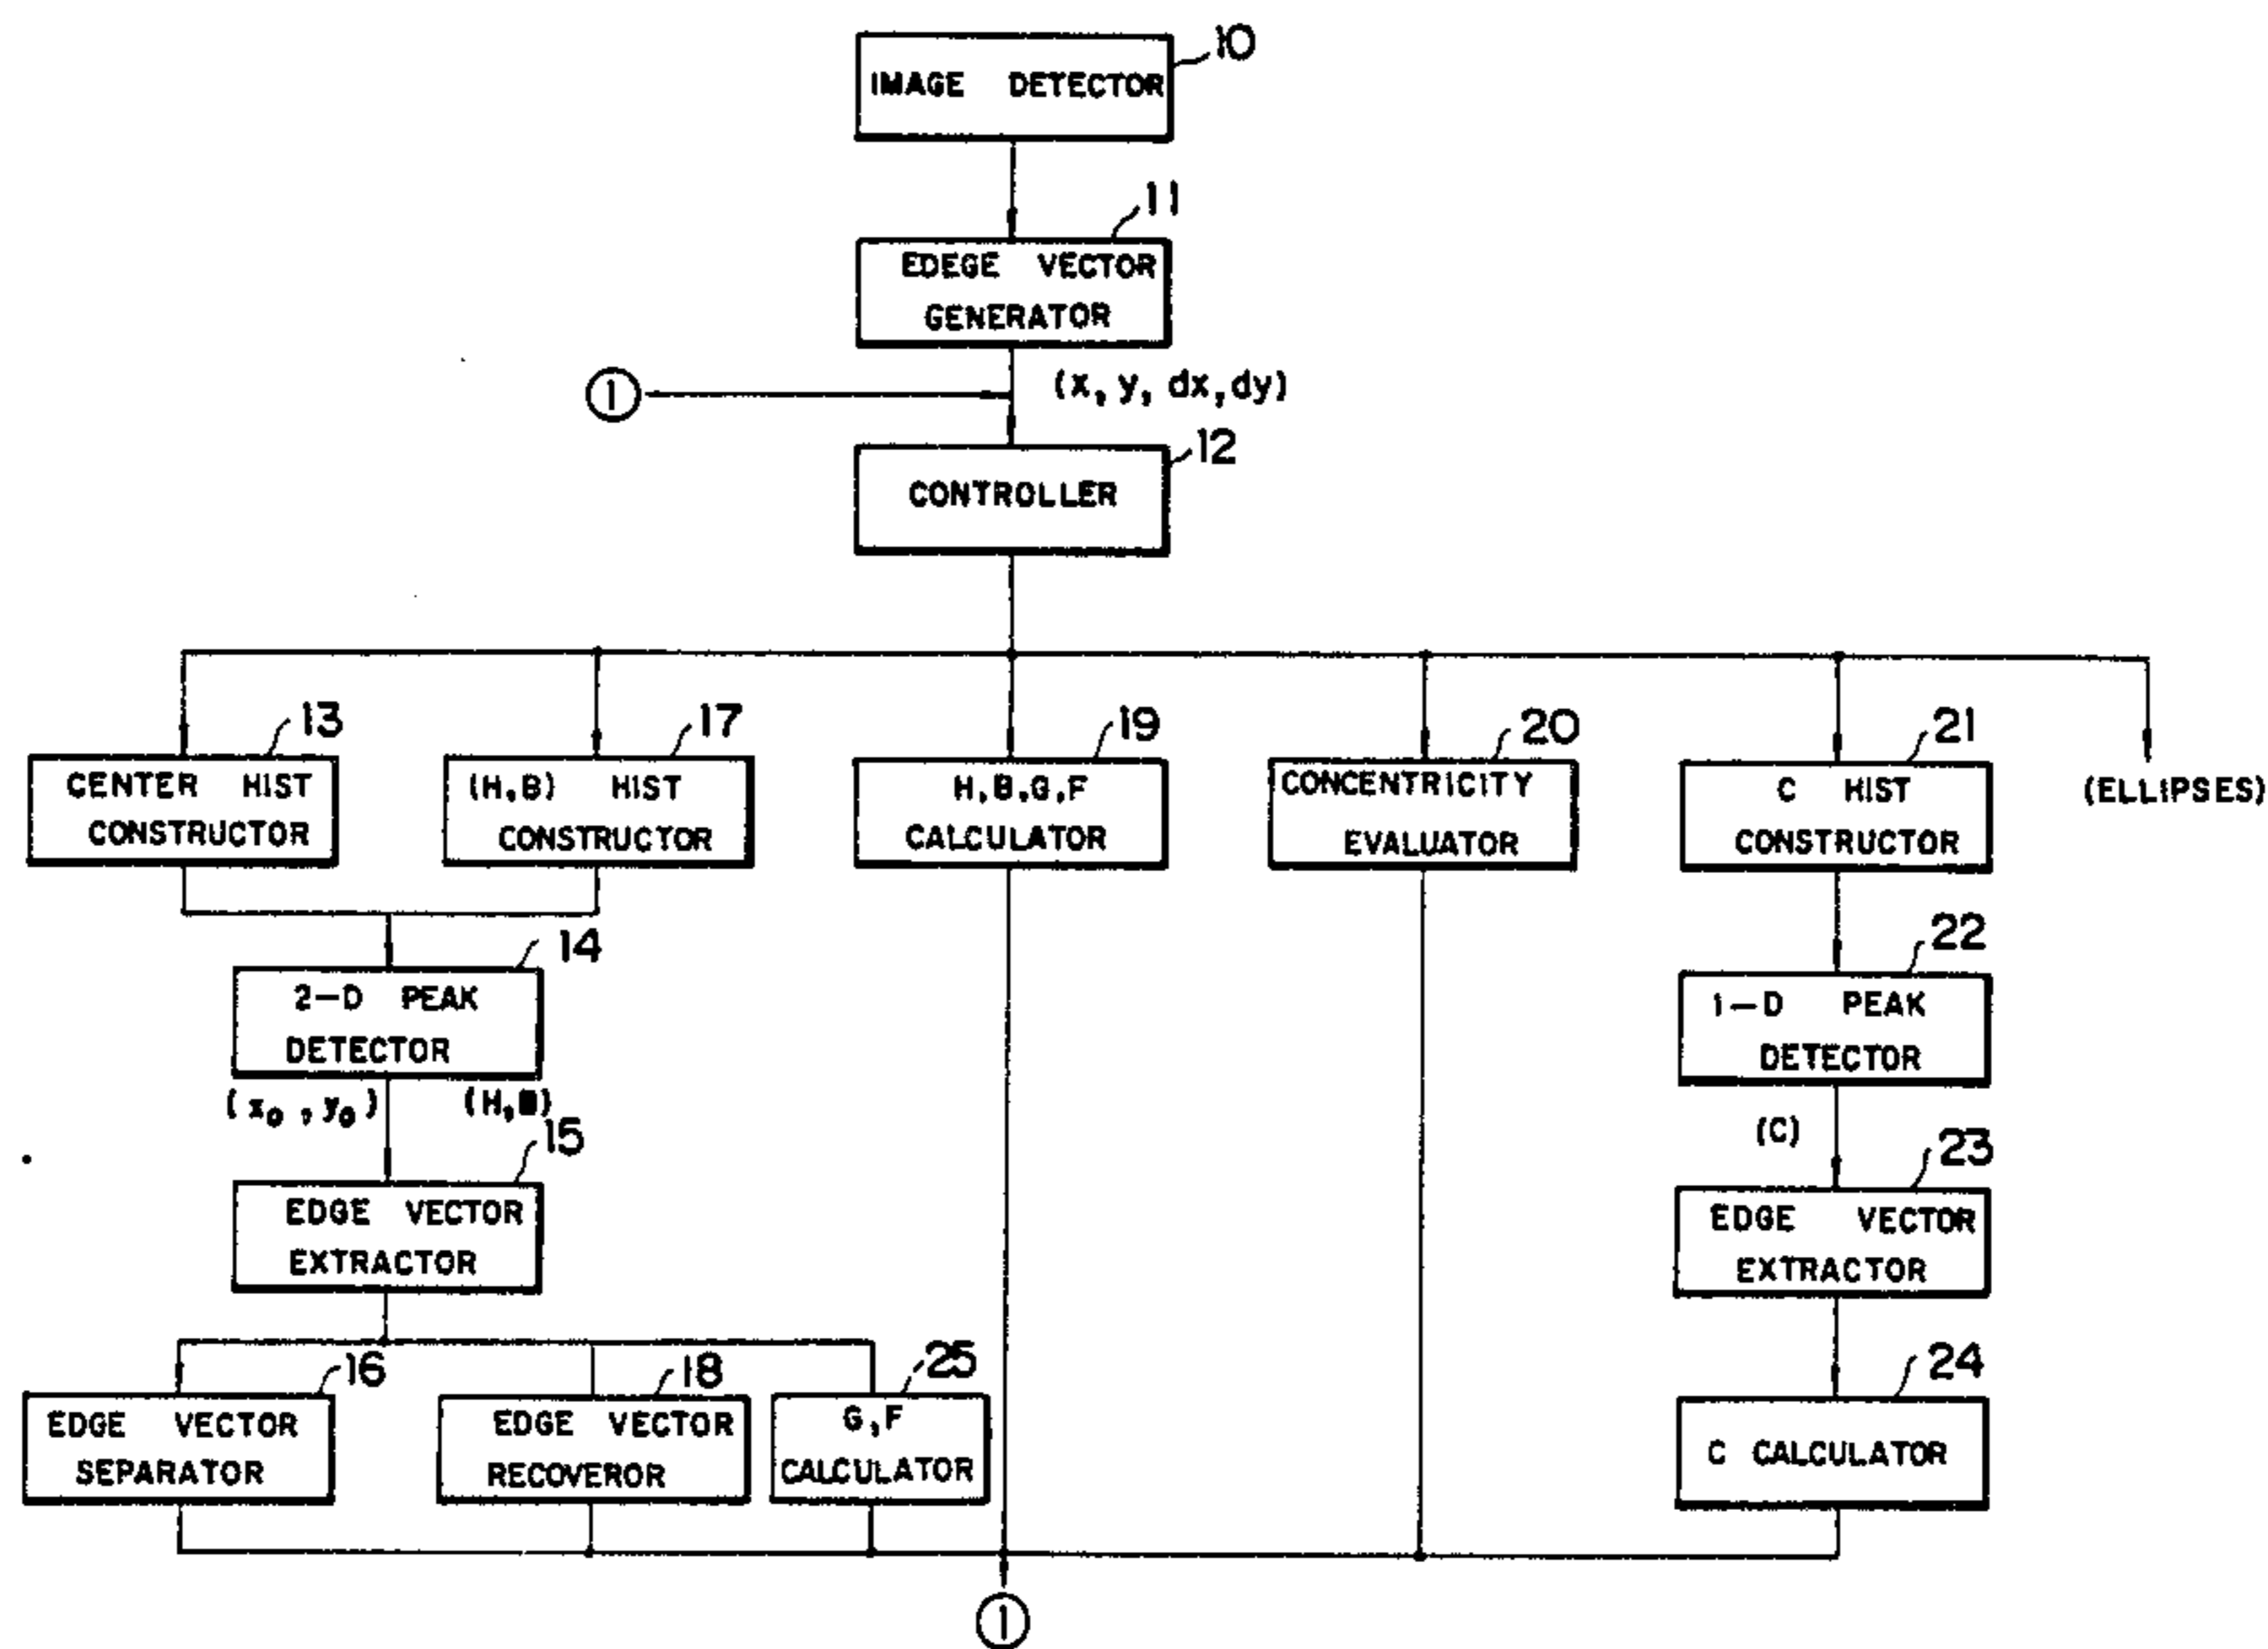 10
IMAGE DETECTOR
11
EDEGE VECTOR
GENERATOR
1
(x, y, dx, dy)
12
CONTROLLER
13
CENTER HIST
CONSTRUCTOR
17
(H,B) HIST
CONSTRUCTOR
19
H,B,G,F
CALCULATOR
20
CONCENTRICITY
EVALUATOR
21
C HIST
CONSTRUCTOR
(ELLIPSES)
14
2-D PEAK
DETECTOR
22
1-D PEAK
DETECTOR
(x₀, y₀) (H,B)
(C)
15
EDGE VECTOR
EXTRACTOR
23
EDGE VECTOR
EXTRACTOR
16
EDGE VECTOR
SEPARATOR
18
EDGE VECTOR
RECOVEROR
25
G,F
CALCULATOR
24
C CALCULATOR
1